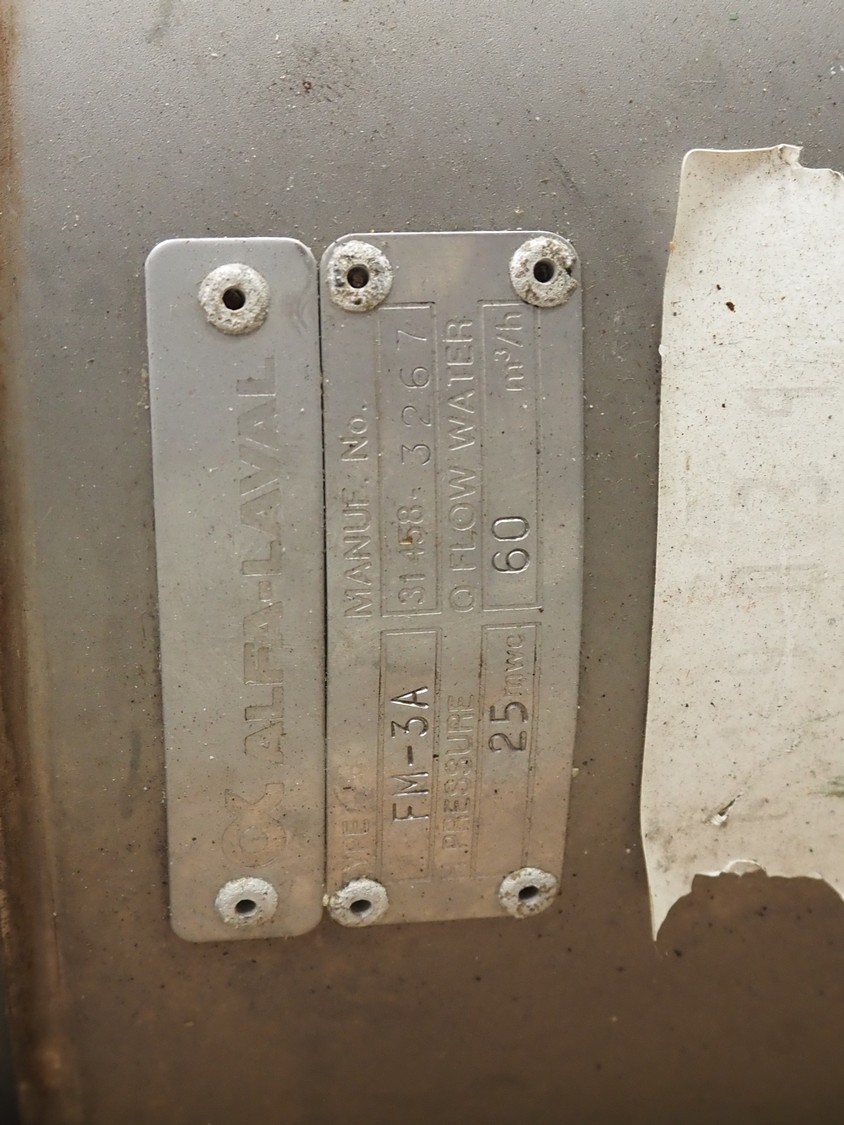 ALFA-LAVAL
TYPE MANUF. No.
FM-3A 31458-3267
PRESSURE Q FLOW WATER
25 mwc 60 m³/h